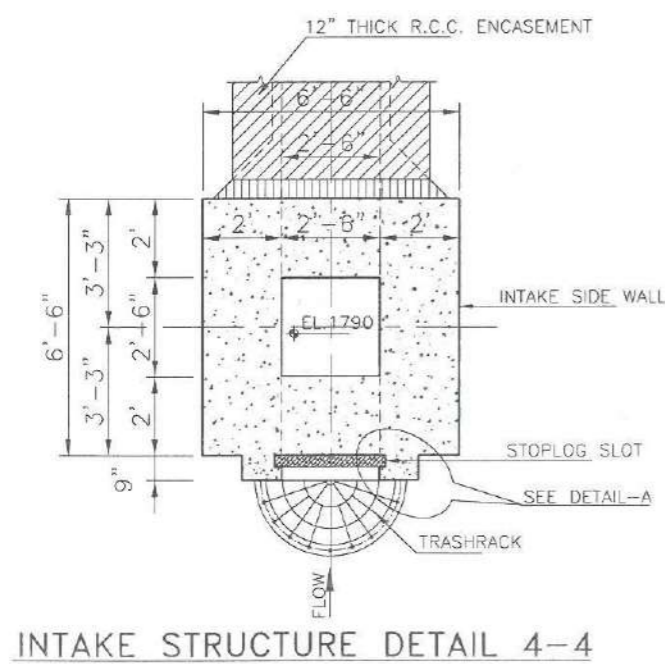 12" THICK R.C.C. ENCASEMENT
6'-6"
2'-6"
2' 2'-6" 2'
6'-6"
3'-3"
3'-3"
2'
2'-6"
2'
9"
EL.1790
INTAKE SIDE WALL
STOPLOG SLOT
SEE DETAIL-A
TRASHRACK
FLOW
INTAKE STRUCTURE DETAIL 4-4